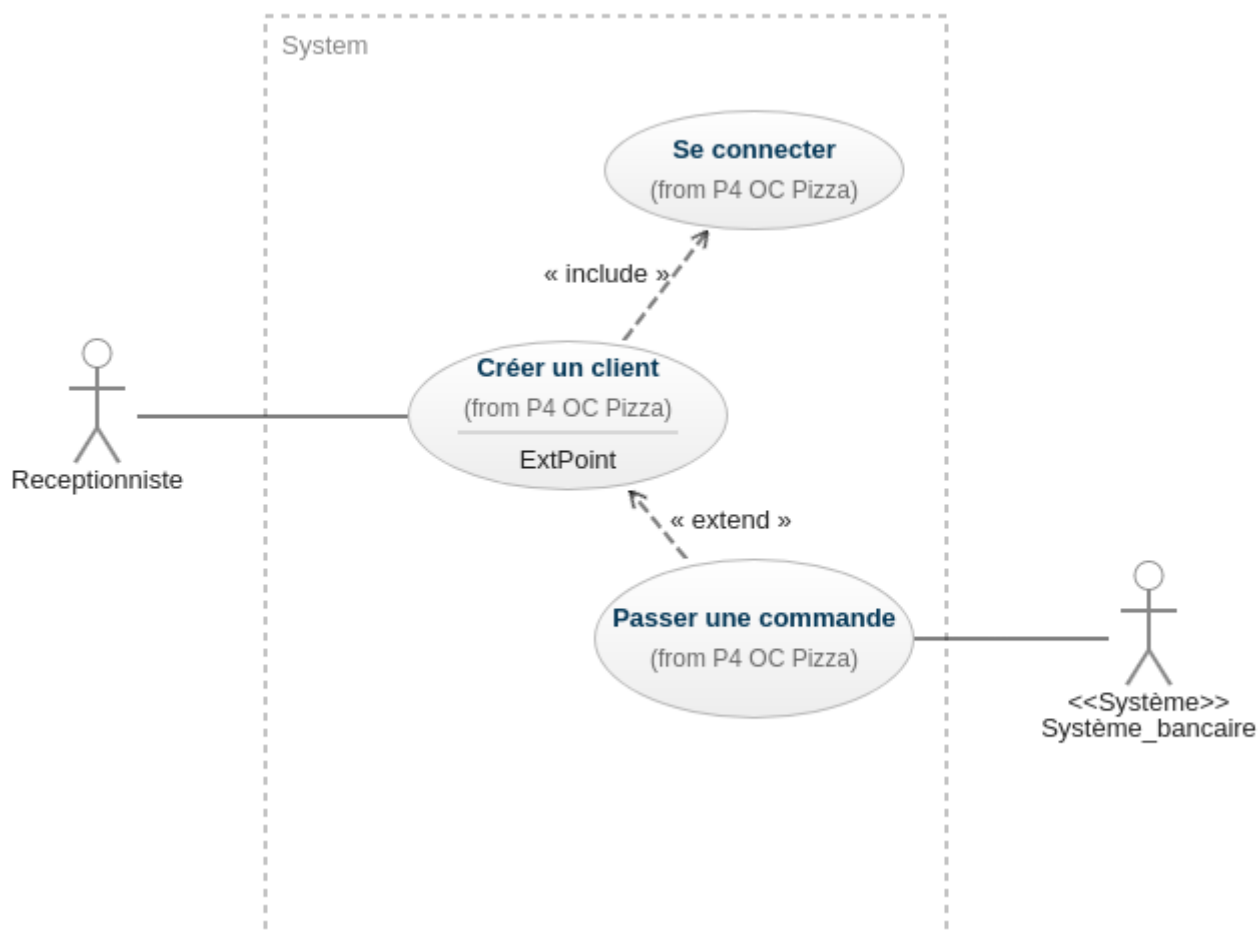 System
Se connecter
(from P4 OC Pizza)
« include »
Créer un client
(from P4 OC Pizza)
ExtPoint
Receptionniste
« extend »
Passer une commande
(from P4 OC Pizza)
<<Système>>
Système_bancaire